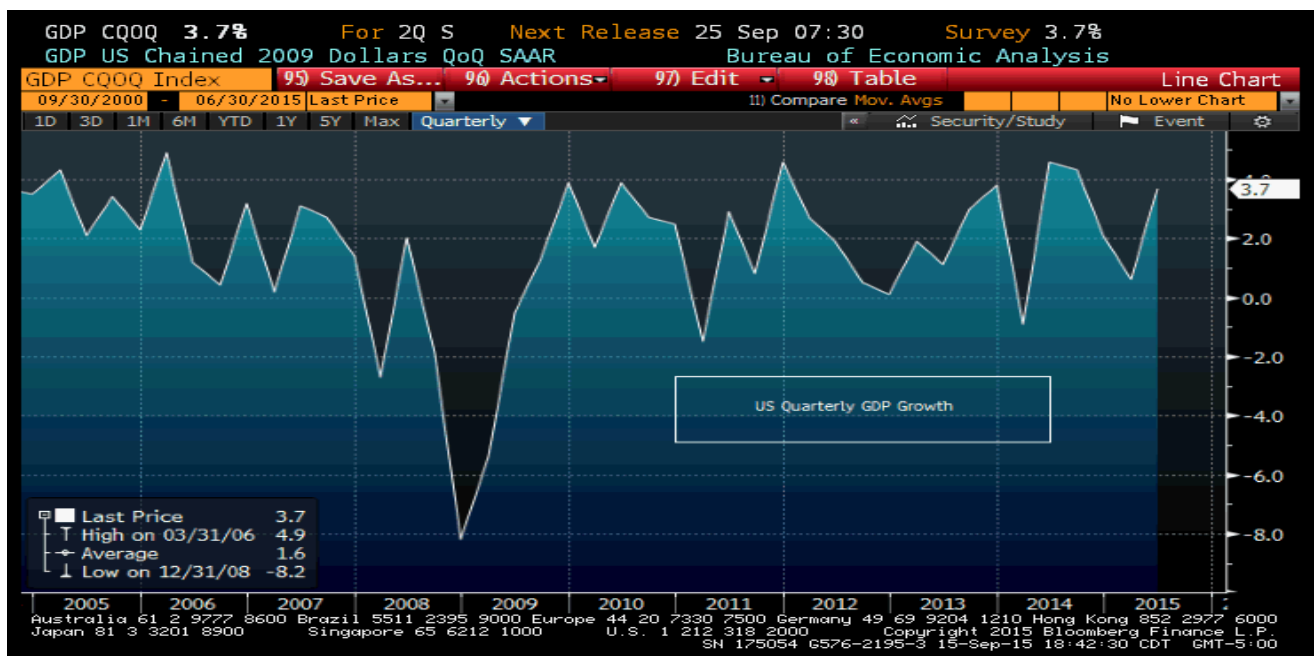 GDP CQOQ 3.7% For 2Q S Next Release 25 Sep 07:30 Survey 3.7%
GDP US Chained 2009 Dollars QoQ SAAR Bureau of Economic Analysis
GDP CQOQ Index 95) Save As... 96) Actions 97) Edit 98) Table Line Chart
09/30/2000 - 06/30/2015 Last Price 11) Compare Mov. Avgs No Lower Chart
1D 3D 1M 6M YTD 1Y 5Y Max Quarterly ▼ « Security/Study Event
4.0
3.7
2.0
0.0
-2.0
US Quarterly GDP Growth
-4.0
-6.0
-8.0
Last Price 3.7
High on 03/31/06 4.9
Average 1.6
Low on 12/31/08 -8.2
2005 2006 2007 2008 2009 2010 2011 2012 2013 2014 2015
Australia 61 2 9777 8600 Brazil 5511 2395 9000 Europe 44 20 7330 7500 Germany 49 69 9204 1210 Hong Kong 852 2977 6000
Japan 81 3 3201 8900 Singapore 65 6212 1000 U.S. 1 212 318 2000 Copyright 2015 Bloomberg Finance L.P.
SN 175054 G576-2195-3 15-Sep-15 18:42:30 CDT GMT-5:00